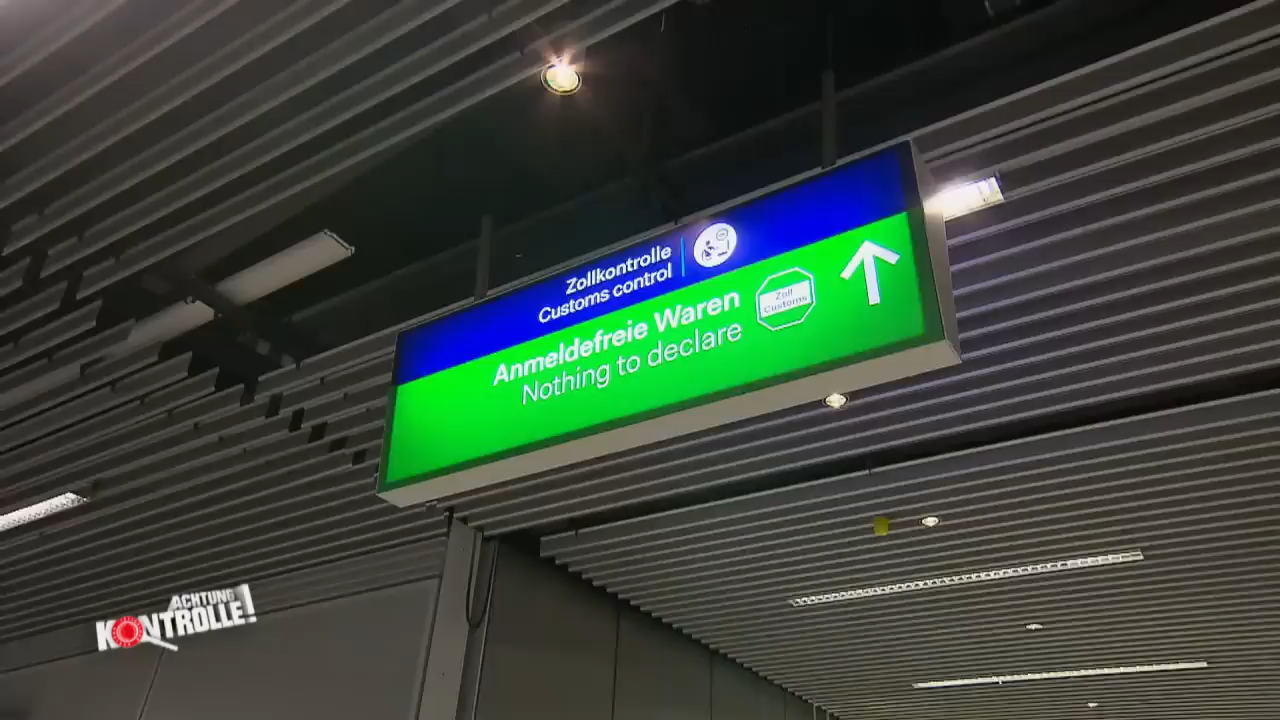 Zollkontrolle
Customs control
Anmeldefreie Waren
Nothing to declare
Zoll
Customs
ACHTUNG
KONTROLLE!